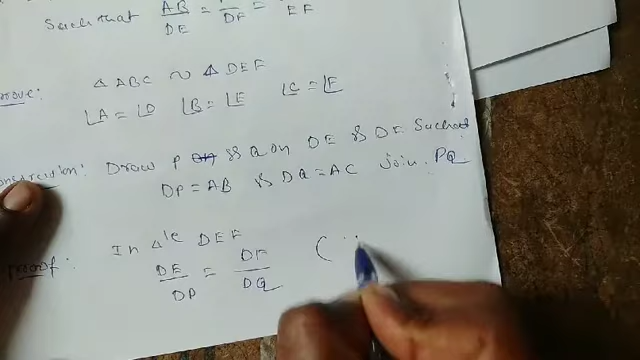 Such that AB/DE = /DF = /EF
prove: △ ABC ~ △ DEF
∠A = ∠D ∠B = ∠E ∠C = ∠F
construction: Draw P & Q on DE & DF Such that
DP = AB & DQ = AC join PQ
proof: In △le DEF
DE/DP = DF/DQ (